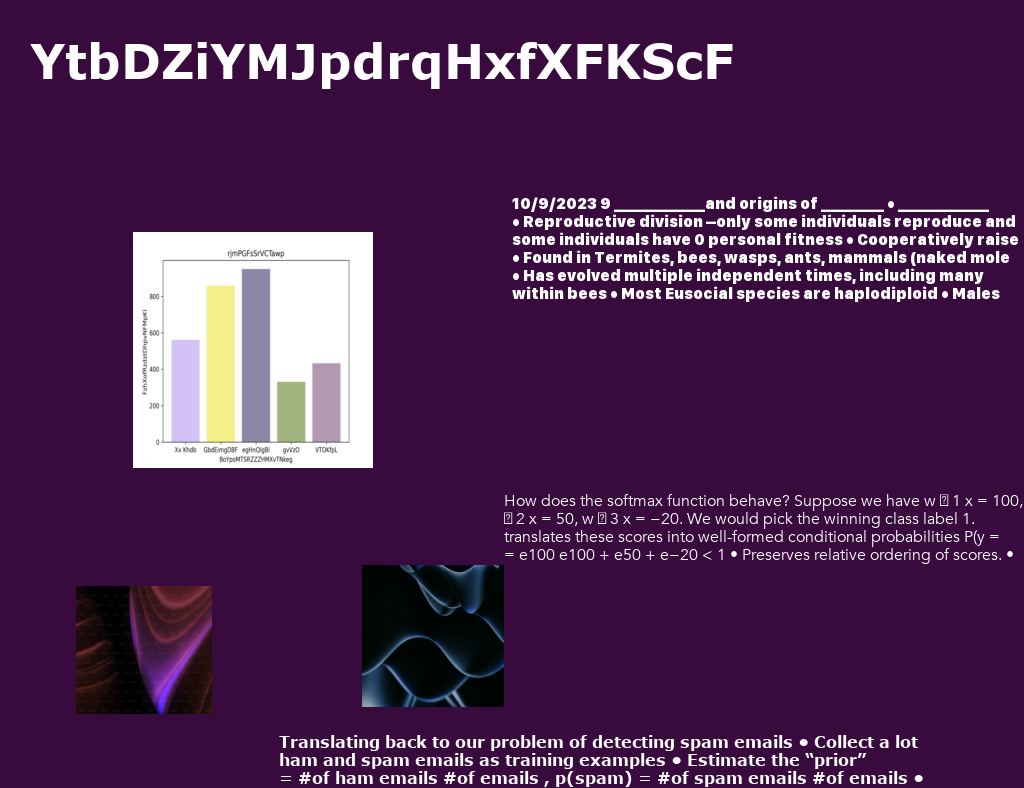 YtbDZiYMJpdrqHxfXFKScF
10/9/2023 9 ____________and origins of ________ • ____________
• Reproductive division –only some individuals reproduce and
some individuals have 0 personal fitness • Cooperatively raise
• Found in Termites, bees, wasps, ants, mammals (naked mole
• Has evolved multiple independent times, including many
within bees • Most Eusocial species are haplodiploid • Males
rjmPGFsSrVCTawp
800
600
400
200
0
Xx Khdb GbdEimgDBF egHnQlgBl gvVzO VTOKfpL
BoYpoMTSRZZZHMXvTNkeg
How does the softmax function behave? Suppose we have w 1 x = 100,
2 x = 50, w 3 x = −20. We would pick the winning class label 1.
translates these scores into well-formed conditional probabilities P(y =
= e100 e100 + e50 + e−20 < 1 • Preserves relative ordering of scores. •
Translating back to our problem of detecting spam emails • Collect a lot
ham and spam emails as training examples • Estimate the “prior”
= #of ham emails #of emails , p(spam) = #of spam emails #of emails •